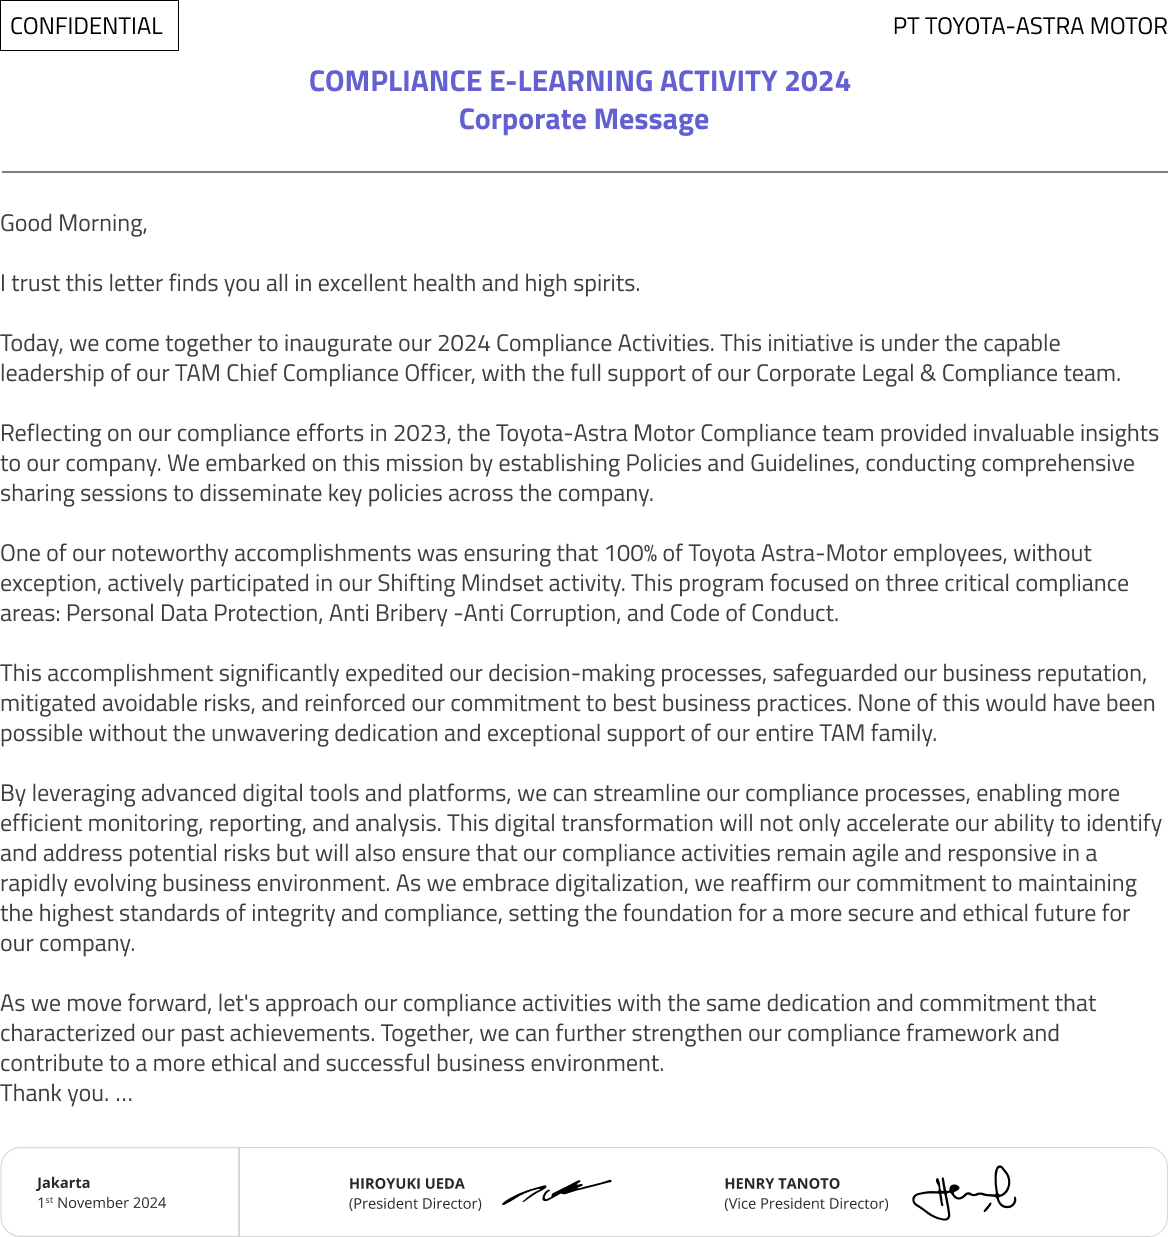 CONFIDENTIAL
PT TOYOTA-ASTRA MOTOR
COMPLIANCE E-LEARNING ACTIVITY 2024
Corporate Message
Good Morning,
I trust this letter finds you all in excellent health and high spirits.
Today, we come together to inaugurate our 2024 Compliance Activities. This initiative is under the capable
leadership of our TAM Chief Compliance Officer, with the full support of our Corporate Legal & Compliance team.
Reflecting on our compliance efforts in 2023, the Toyota-Astra Motor Compliance team provided invaluable insights
to our company. We embarked on this mission by establishing Policies and Guidelines, conducting comprehensive
sharing sessions to disseminate key policies across the company.
One of our noteworthy accomplishments was ensuring that 100% of Toyota Astra-Motor employees, without
exception, actively participated in our Shifting Mindset activity. This program focused on three critical compliance
areas: Personal Data Protection, Anti Bribery -Anti Corruption, and Code of Conduct.
This accomplishment significantly expedited our decision-making processes, safeguarded our business reputation,
mitigated avoidable risks, and reinforced our commitment to best business practices. None of this would have been
possible without the unwavering dedication and exceptional support of our entire TAM family.
By leveraging advanced digital tools and platforms, we can streamline our compliance processes, enabling more
efficient monitoring, reporting, and analysis. This digital transformation will not only accelerate our ability to identify
and address potential risks but will also ensure that our compliance activities remain agile and responsive in a
rapidly evolving business environment. As we embrace digitalization, we reaffirm our commitment to maintaining
the highest standards of integrity and compliance, setting the foundation for a more secure and ethical future for
our company.
As we move forward, let's approach our compliance activities with the same dedication and commitment that
characterized our past achievements. Together, we can further strengthen our compliance framework and
contribute to a more ethical and successful business environment.
Thank you. ...
Jakarta
1st November 2024
HIROYUKI UEDA
(President Director)
HENRY TANOTO
(Vice President Director)